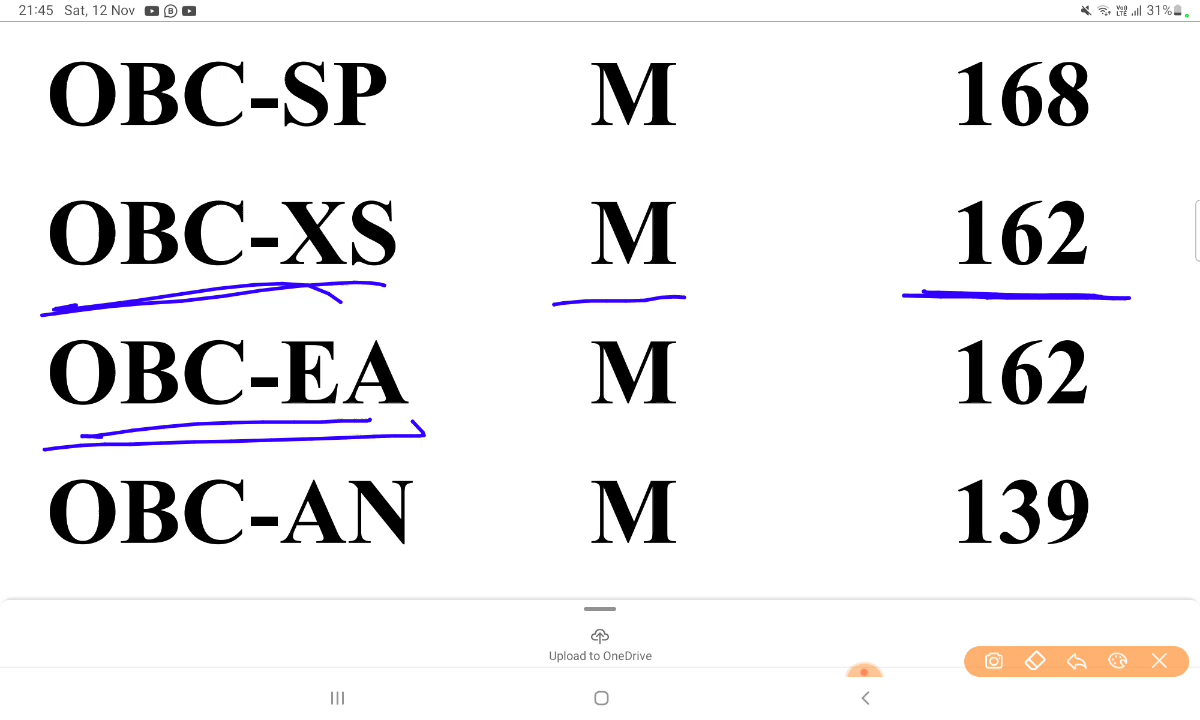 21:45 Sat, 12 Nov 31%
OBC-SP M 168
OBC-XS M 162
OBC-EA M 162
OBC-AN M 139
Upload to OneDrive